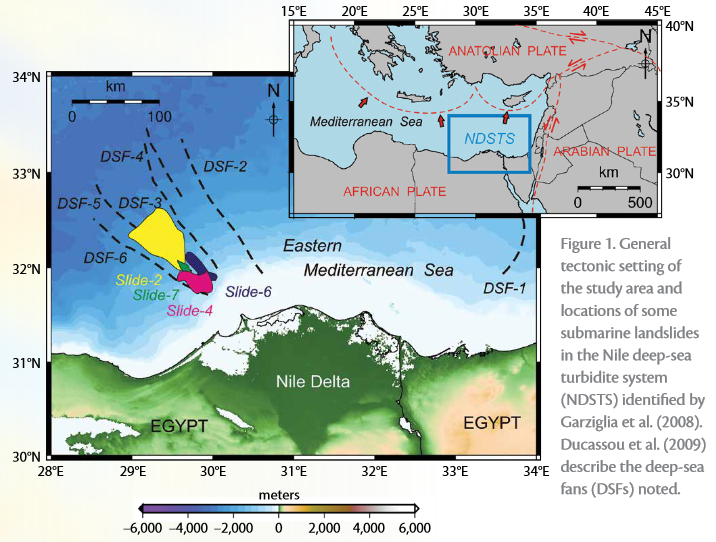 15°E 20°E 25°E 30°E 35°E 40°E 45°E
40°N
35°N
30°N
ANATOLIAN PLATE
N
Mediterranean Sea
NDSTS
ARABIAN PLATE
AFRICAN PLATE
km
0 500
34°N
33°N
32°N
31°N
30°N
km
0 100
N
DSF-4
DSF-2
DSF-5
DSF-3
DSF-6
Slide-2
Slide-7
Slide-4
Slide-6
Eastern
Mediterranean Sea
DSF-1
Nile Delta
EGYPT
EGYPT
28°E 29°E 30°E 31°E 32°E 33°E 34°E
meters
−6,000 −4,000 −2,000 0 2,000 4,000 6,000
Figure 1. General
tectonic setting of
the study area and
locations of some
submarine landslides
in the Nile deep-sea
turbidite system
(NDSTS) identified by
Garziglia et al. (2008).
Ducassou et al. (2009)
describe the deep-sea
fans (DSFs) noted.